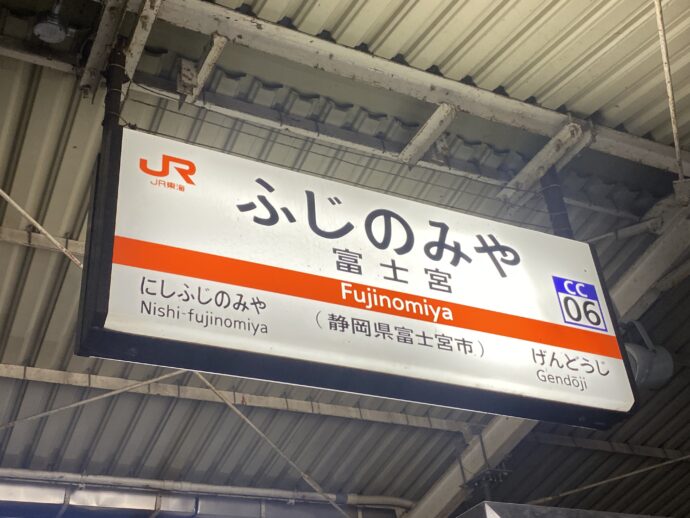 JR
JR東海
ふじのみや
富士宮
Fujinomiya
CC
06
にしふじのみや
Nishi-fujinomiya
（静岡県富士宮市）
げんどうじ
Gendōji